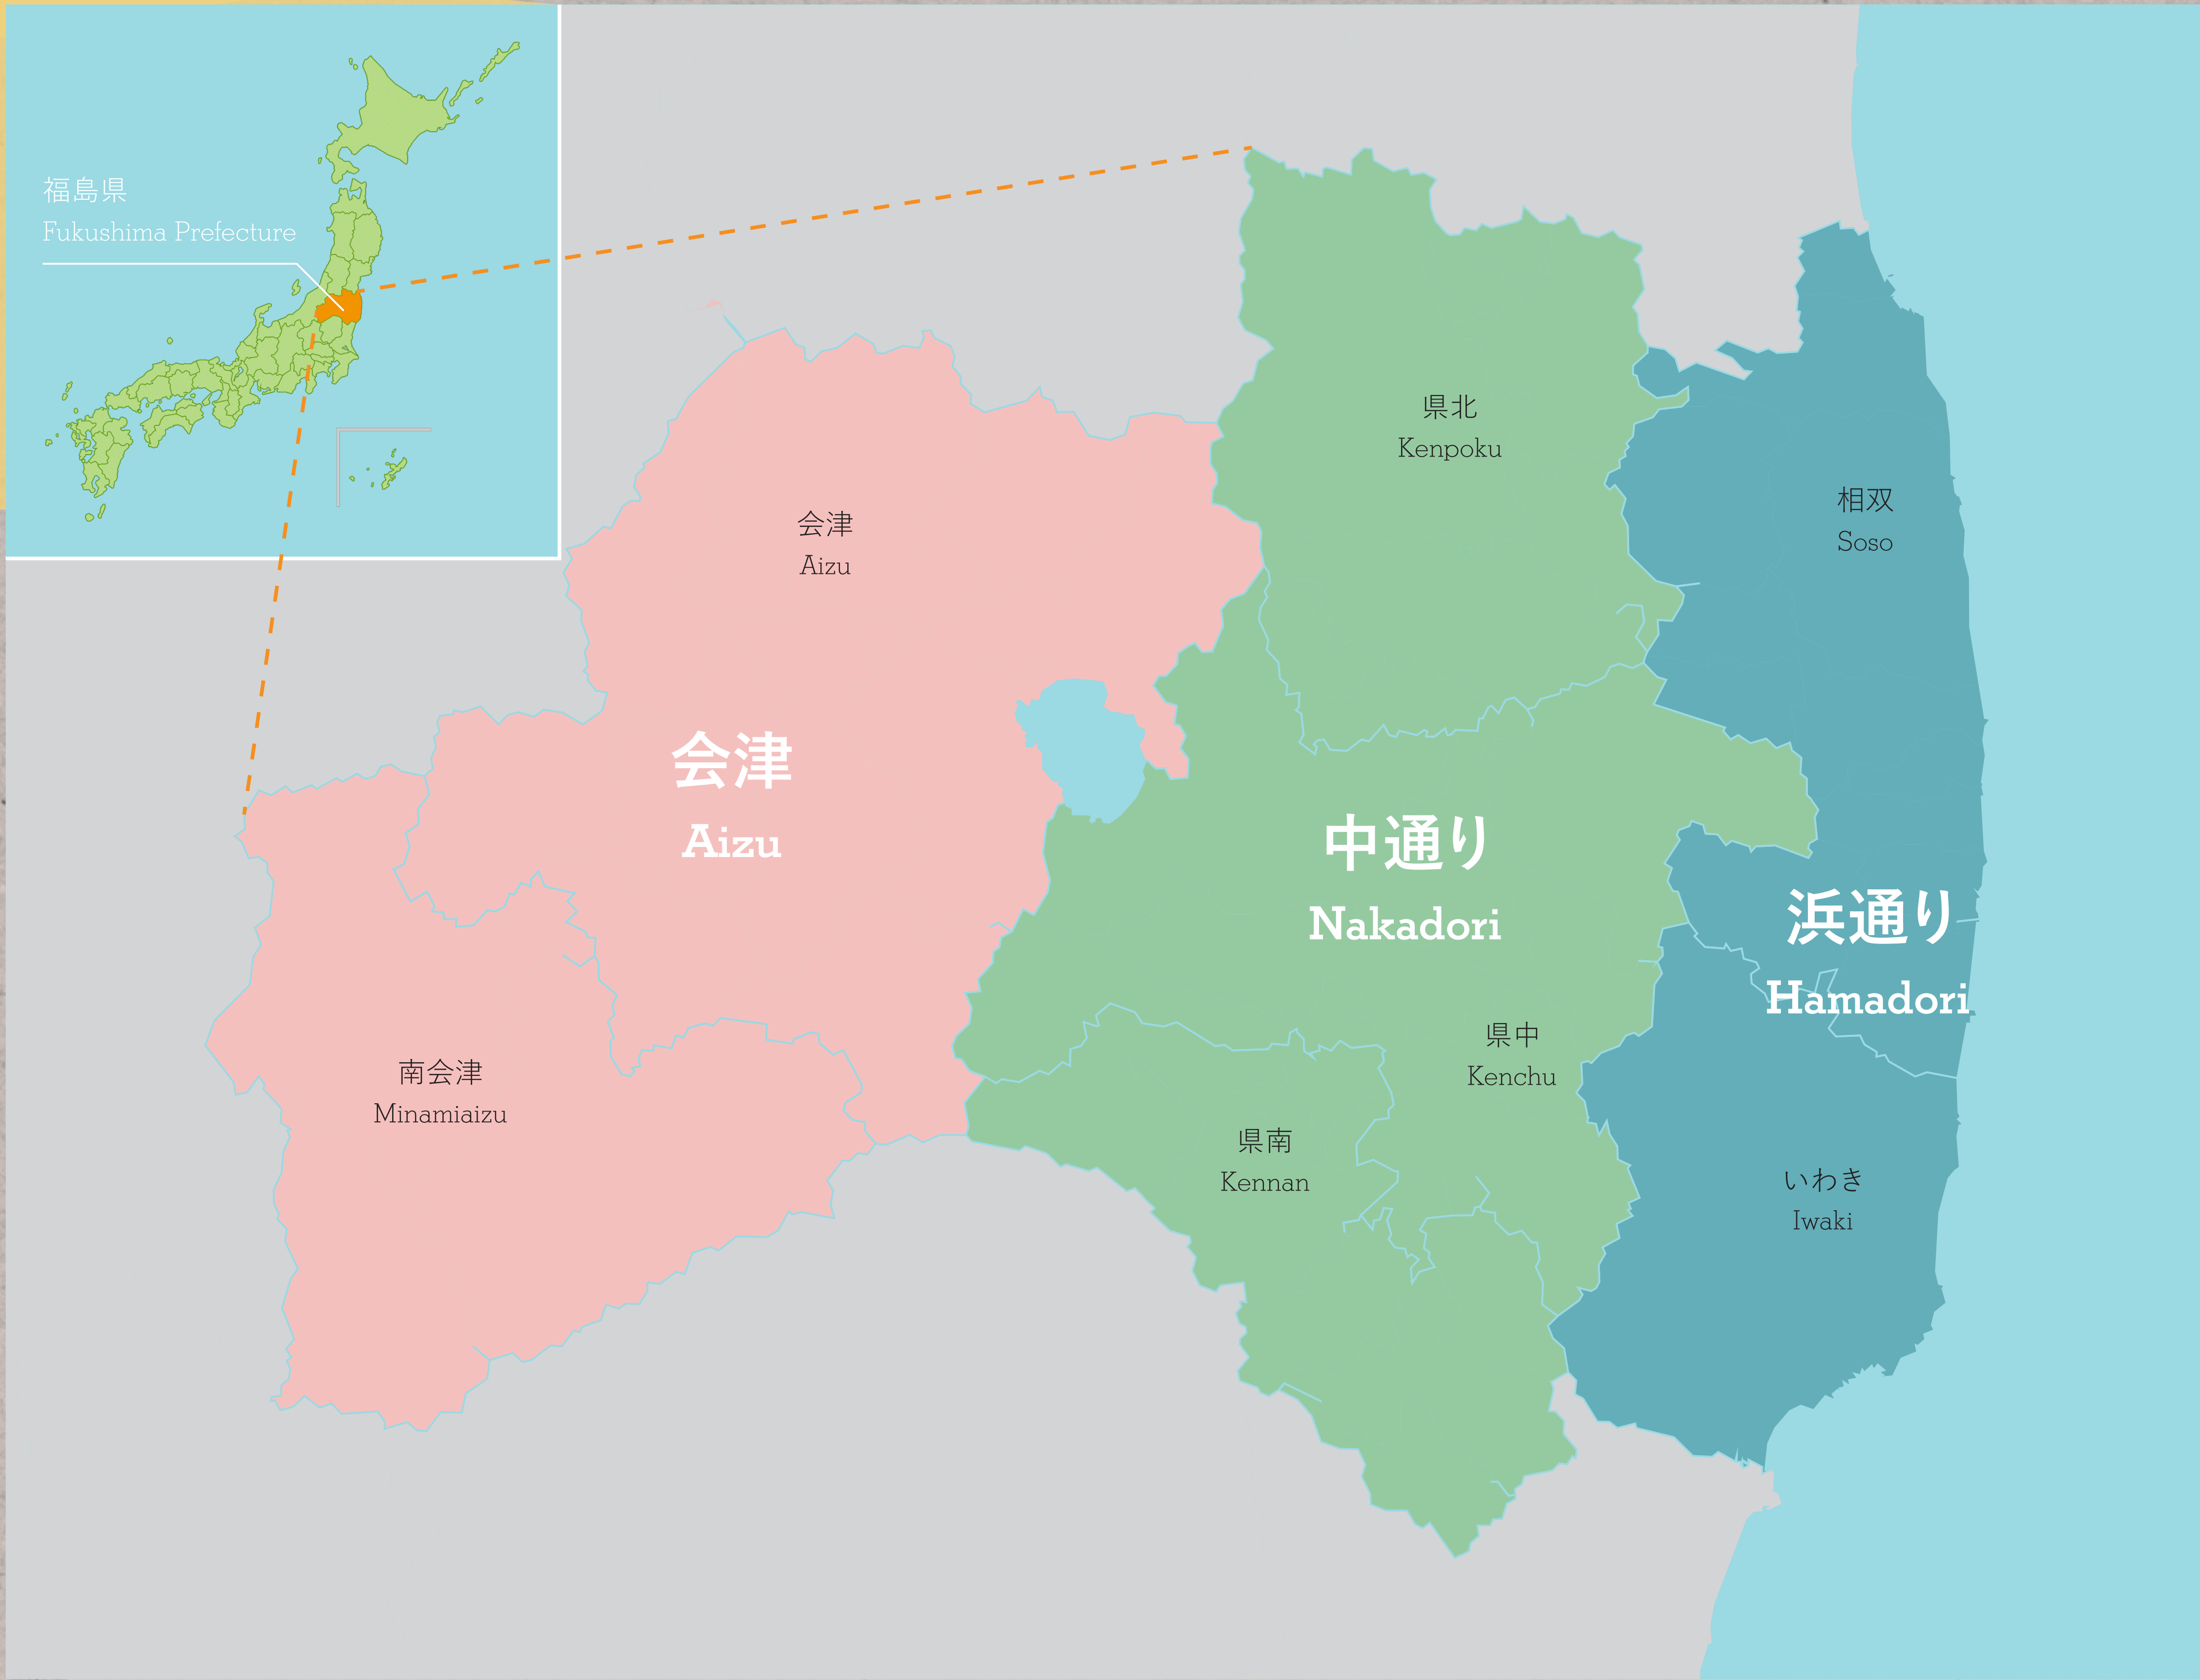 福島県
Fukushima Prefecture
県北
Kenpoku
相双
Soso
会津
Aizu
会津
Aizu
中通り
Nakadori
浜通り
Hamadori
県中
Kenchu
南会津
Minamiaizu
県南
Kennan
いわき
Iwaki